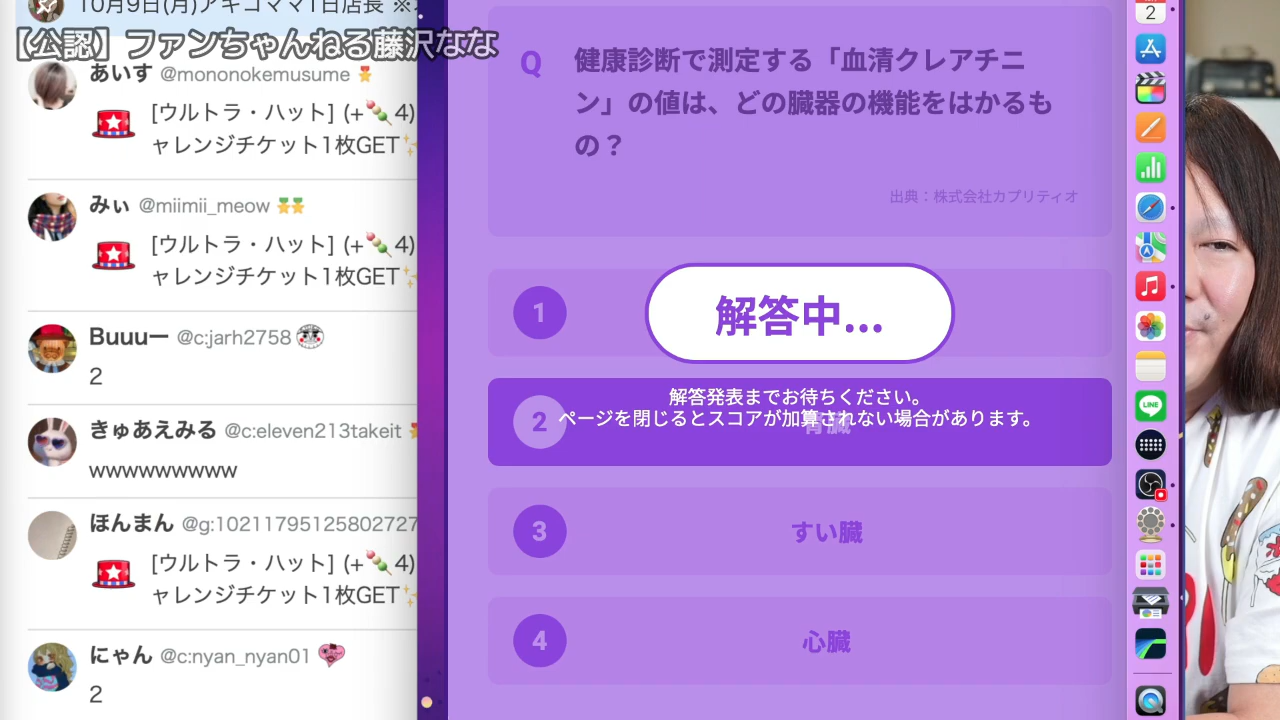 10月9日(月)アキコママ1日店長
【公認】ファンちゃんねる藤沢なな
あいす @mononokemusume
[ウルトラ・ハット] (+🍡4)
ャレンジチケット1枚GET✨
みぃ @miimii_meow
[ウルトラ・ハット] (+🍡4)
ャレンジチケット1枚GET✨
Buuuー @c:jarh2758
2
きゅあえみる @c:eleven213takeit
wwwwwwwww
ほんまん @g:10211795125802727
[ウルトラ・ハット] (+🍡4)
ャレンジチケット1枚GET✨
にゃん @c:nyan_nyan01
2
Q 健康診断で測定する「血清クレアチニ
ン」の値は、どの臓器の機能をはかるも
の？
出典：株式会社カプリティオ
1
解答中...
解答発表までお待ちください。
ページを閉じるとスコアが加算されない場合があります。
2 腎臓
3 すい臓
4 心臓
2
LINE